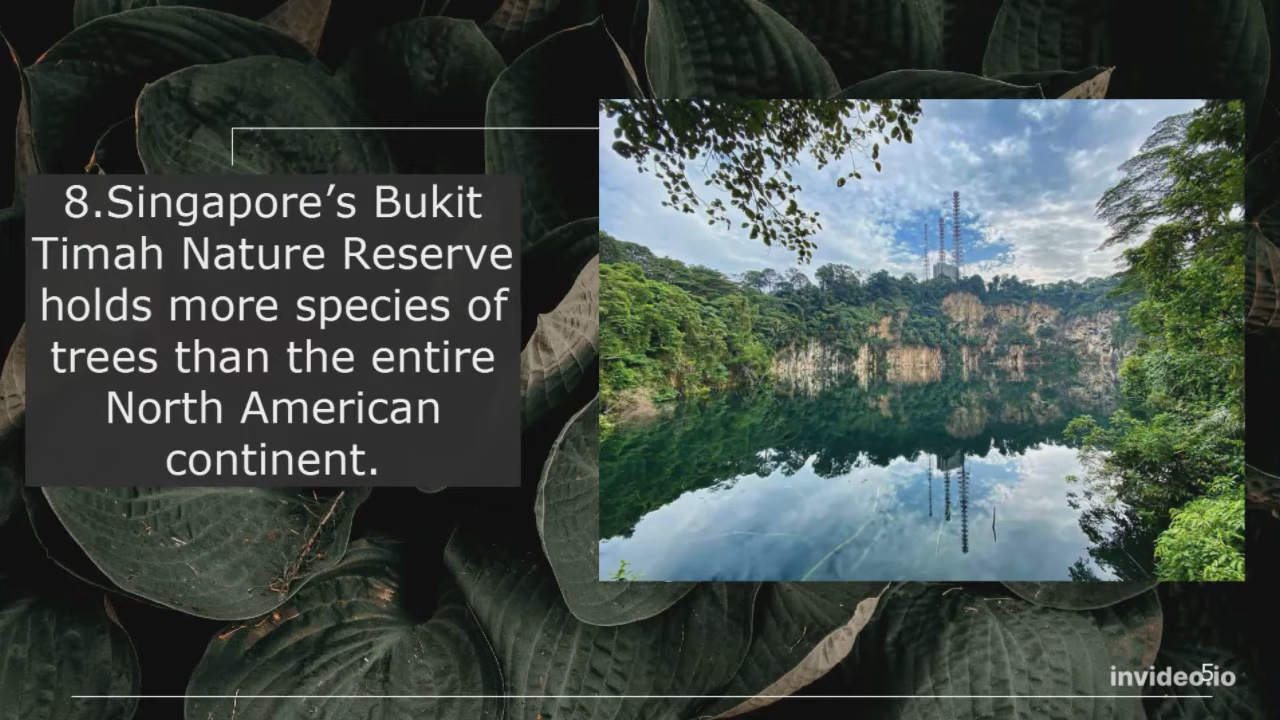 8.Singapore’s Bukit
Timah Nature Reserve
holds more species of
trees than the entire
North American
continent.
5
invideo.io